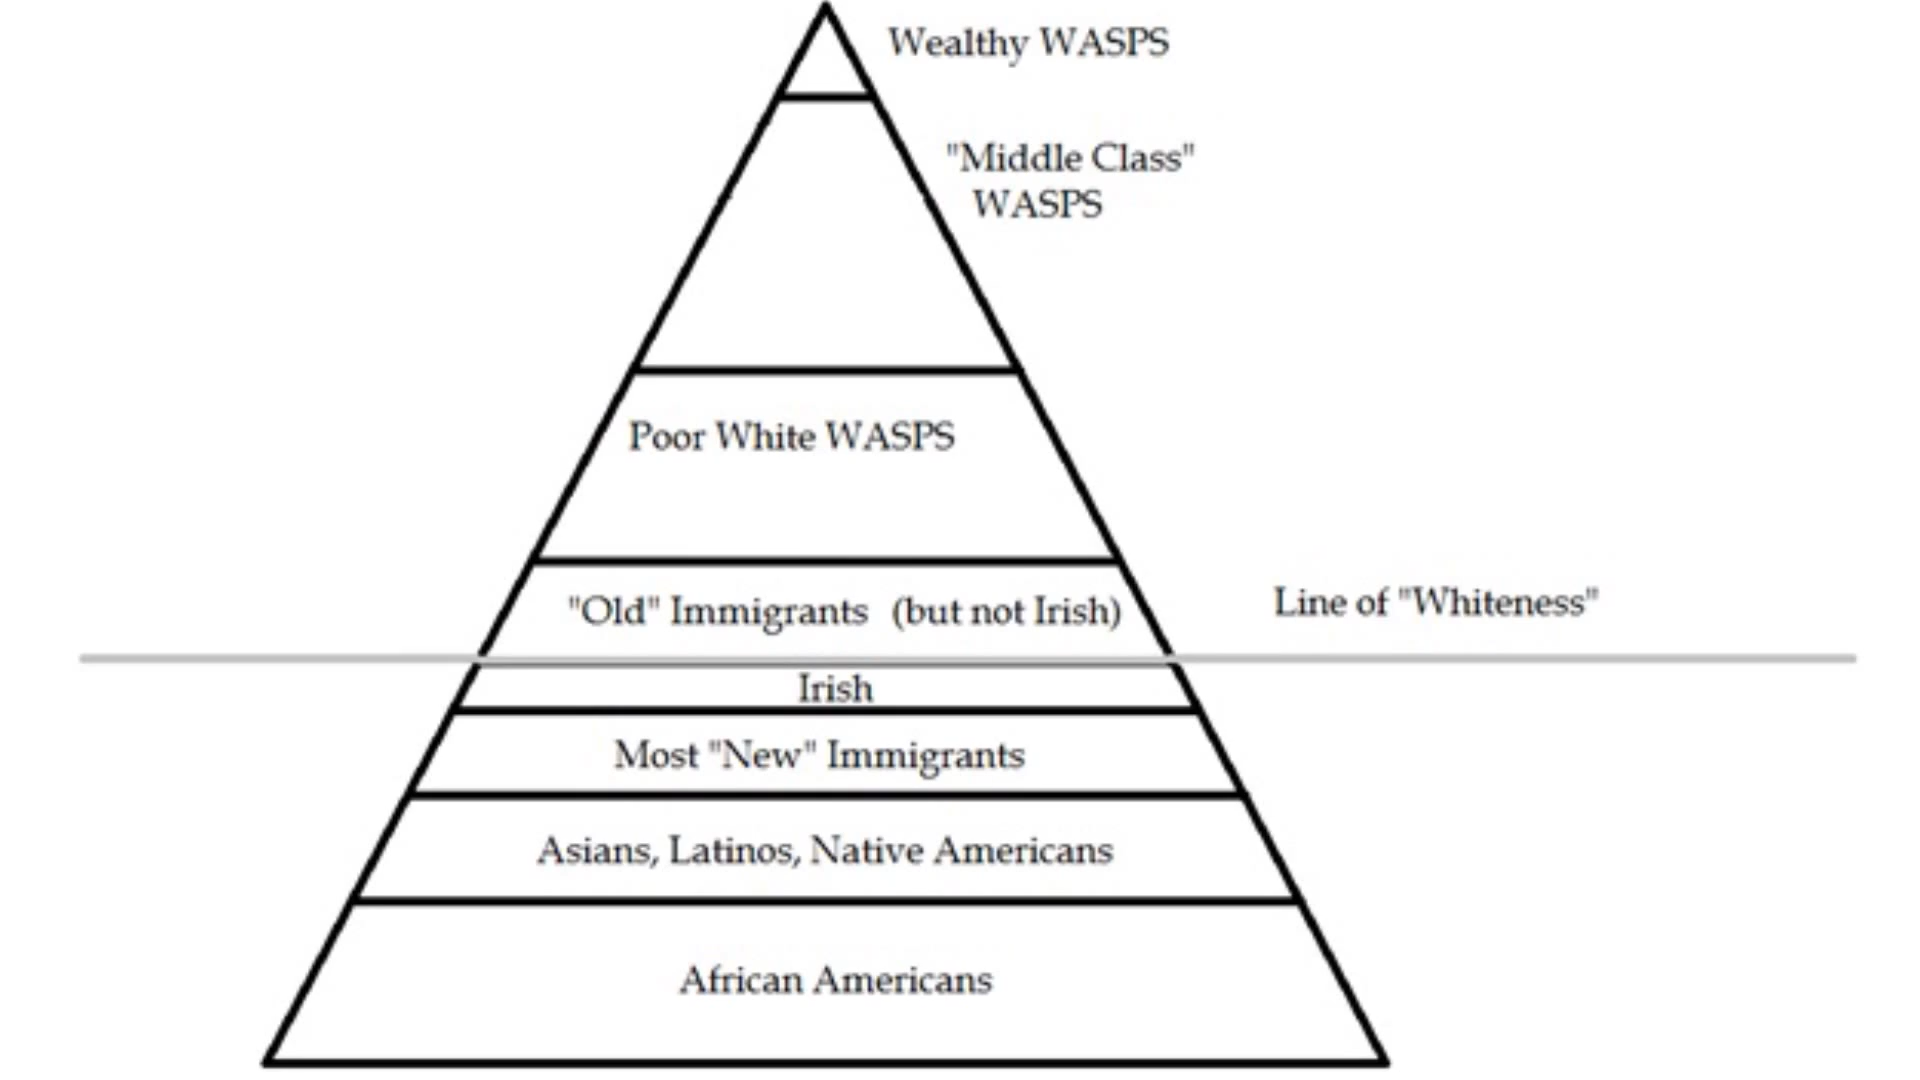 Wealthy WASPS
"Middle Class"
WASPS
Poor White WASPS
"Old" Immigrants (but not Irish)
Line of "Whiteness"
Irish
Most "New" Immigrants
Asians, Latinos, Native Americans
African Americans